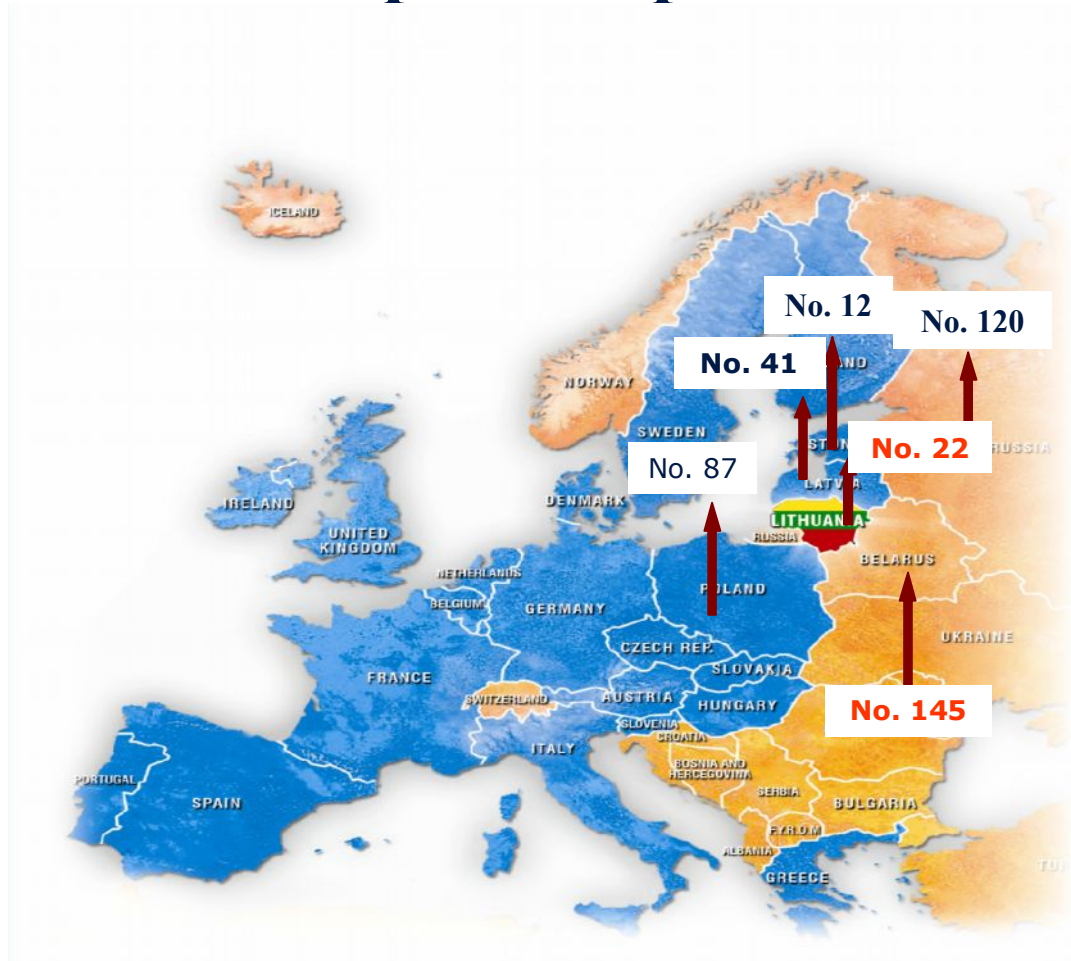 ICELAND
No. 12
No. 120
No. 41
NORWAY
SWEDEN
No. 22
RUSSIA
No. 87
LATVIA
DENMARK
IRELAND
LITHUANIA
UNITED
KINGDOM
RUSSIA
BELARUS
NETHERLANDS
POLAND
BELGIUM
GERMANY
UKRAINE
CZECH REP.
SLOVAKIA
FRANCE
SWITZERLAND
AUSTRIA
HUNGARY
No. 145
SLOVENIA
CROATIA
ITALY
BOSNIA AND
HERCEGOVINA
PORTUGAL
SERBIA
SPAIN
BULGARIA
F.Y.R.O.M
ALBANIA
GREECE